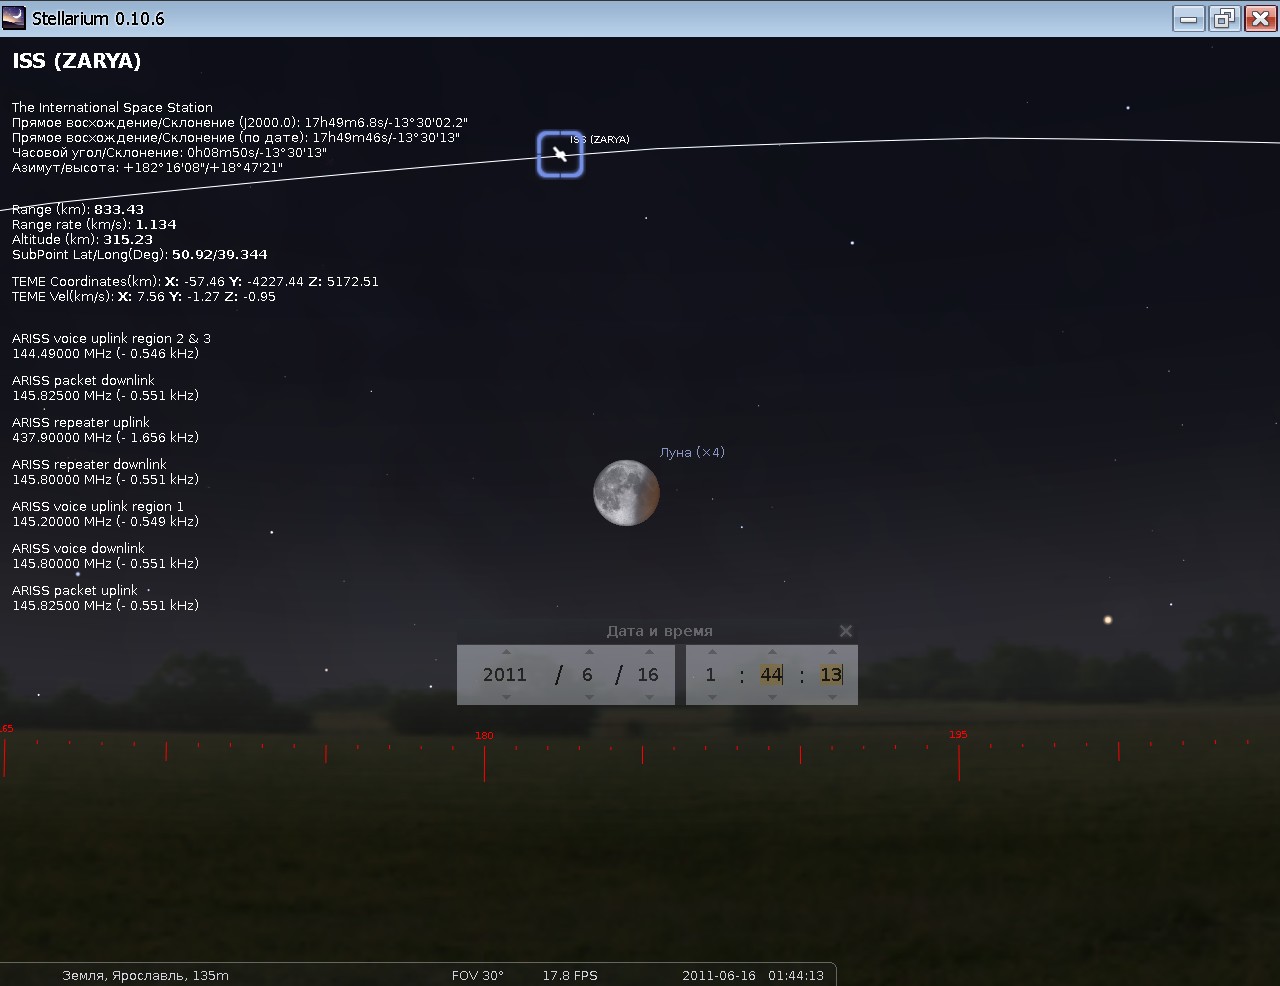 Stellarium 0.10.6
ISS (ZARYA)
The International Space Station
Прямое восхождение/Склонение (J2000.0): 17h49m6.8s/-13°30'02.2"
Прямое восхождение/Склонение (по дате): 17h49m46s/-13°30'13"
Часовой угол/Склонение: 0h08m50s/-13°30'13"
Азимут/высота: +182°16'08"/+18°47'21"
ISS (ZARYA)
Range (km): 833.43
Range rate (km/s): 1.134
Altitude (km): 315.23
SubPoint Lat/Long(Deg): 50.92/39.344
TEME Coordinates(km): X: -57.46 Y: -4227.44 Z: 5172.51
TEME Vel(km/s): X: 7.56 Y: -1.27 Z: -0.95
ARISS voice uplink region 2 & 3
144.49000 MHz (- 0.546 kHz)
ARISS packet downlink
145.82500 MHz (- 0.551 kHz)
ARISS repeater uplink
437.90000 MHz (- 1.656 kHz)
ARISS repeater downlink
145.80000 MHz (- 0.551 kHz)
ARISS voice uplink region 1
145.20000 MHz (- 0.549 kHz)
ARISS voice downlink
145.80000 MHz (- 0.551 kHz)
ARISS packet uplink
145.82500 MHz (- 0.551 kHz)
Луна (×4)
Дата и время
2011 / 6 / 16 1 : 44 : 13
65 180 195
Земля, Ярославль, 135m FOV 30° 17.8 FPS 2011-06-16 01:44:13